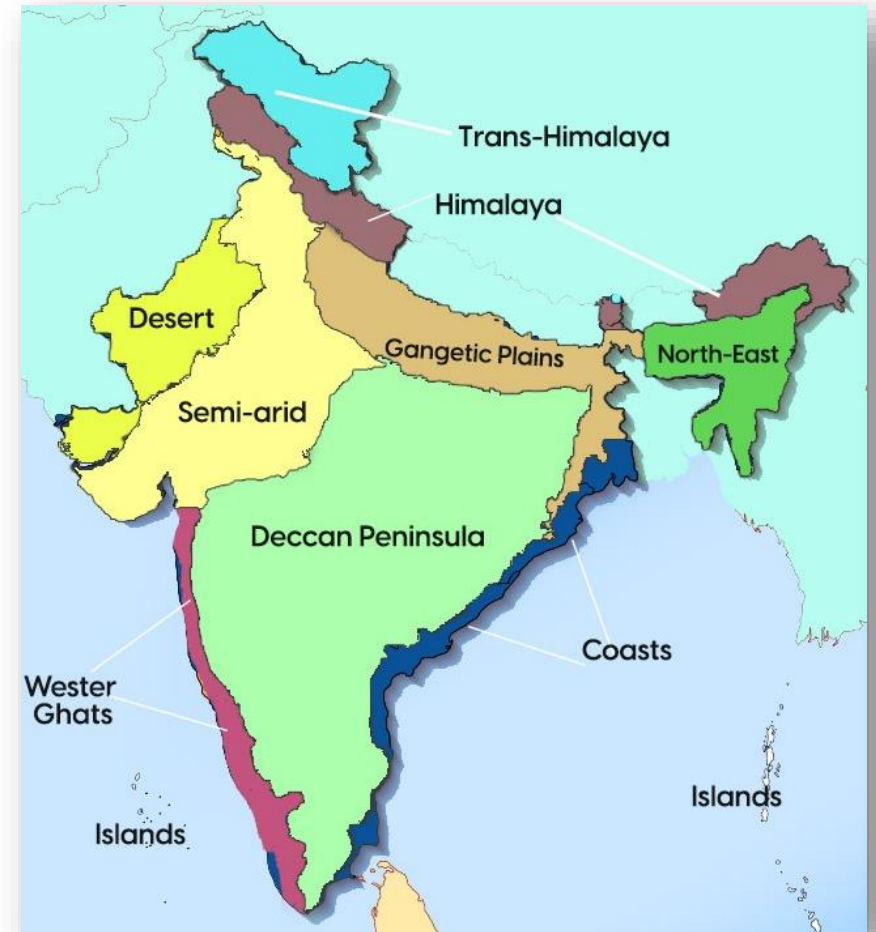 Trans-Himalaya
Himalaya
Desert
Gangetic Plains
North-East
Semi-arid
Deccan Peninsula
Coasts
Wester
Ghats
Islands
Islands